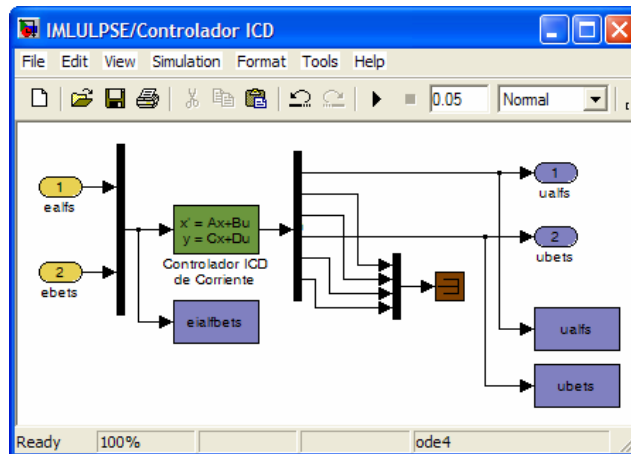 IMLULPSE/Controlador ICD
File Edit View Simulation Format Tools Help
0.05 Normal
1
ealfs
2
ebets
x' = Ax+Bu
y = Cx+Du
Controlador ICD
de Corriente
eialfbets
1
ualfs
2
ubets
ualfs
ubets
Ready 100% ode4